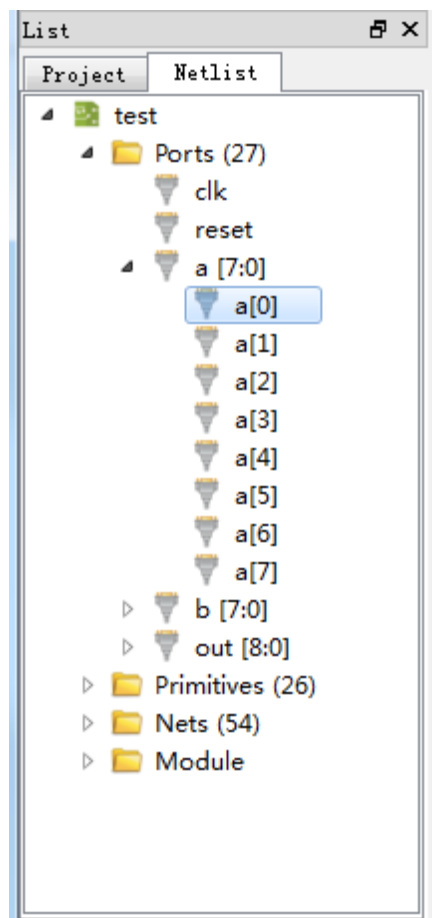 List
Project Netlist
test
Ports (27)
clk
reset
a [7:0]
a[0]
a[1]
a[2]
a[3]
a[4]
a[5]
a[6]
a[7]
b [7:0]
out [8:0]
Primitives (26)
Nets (54)
Module